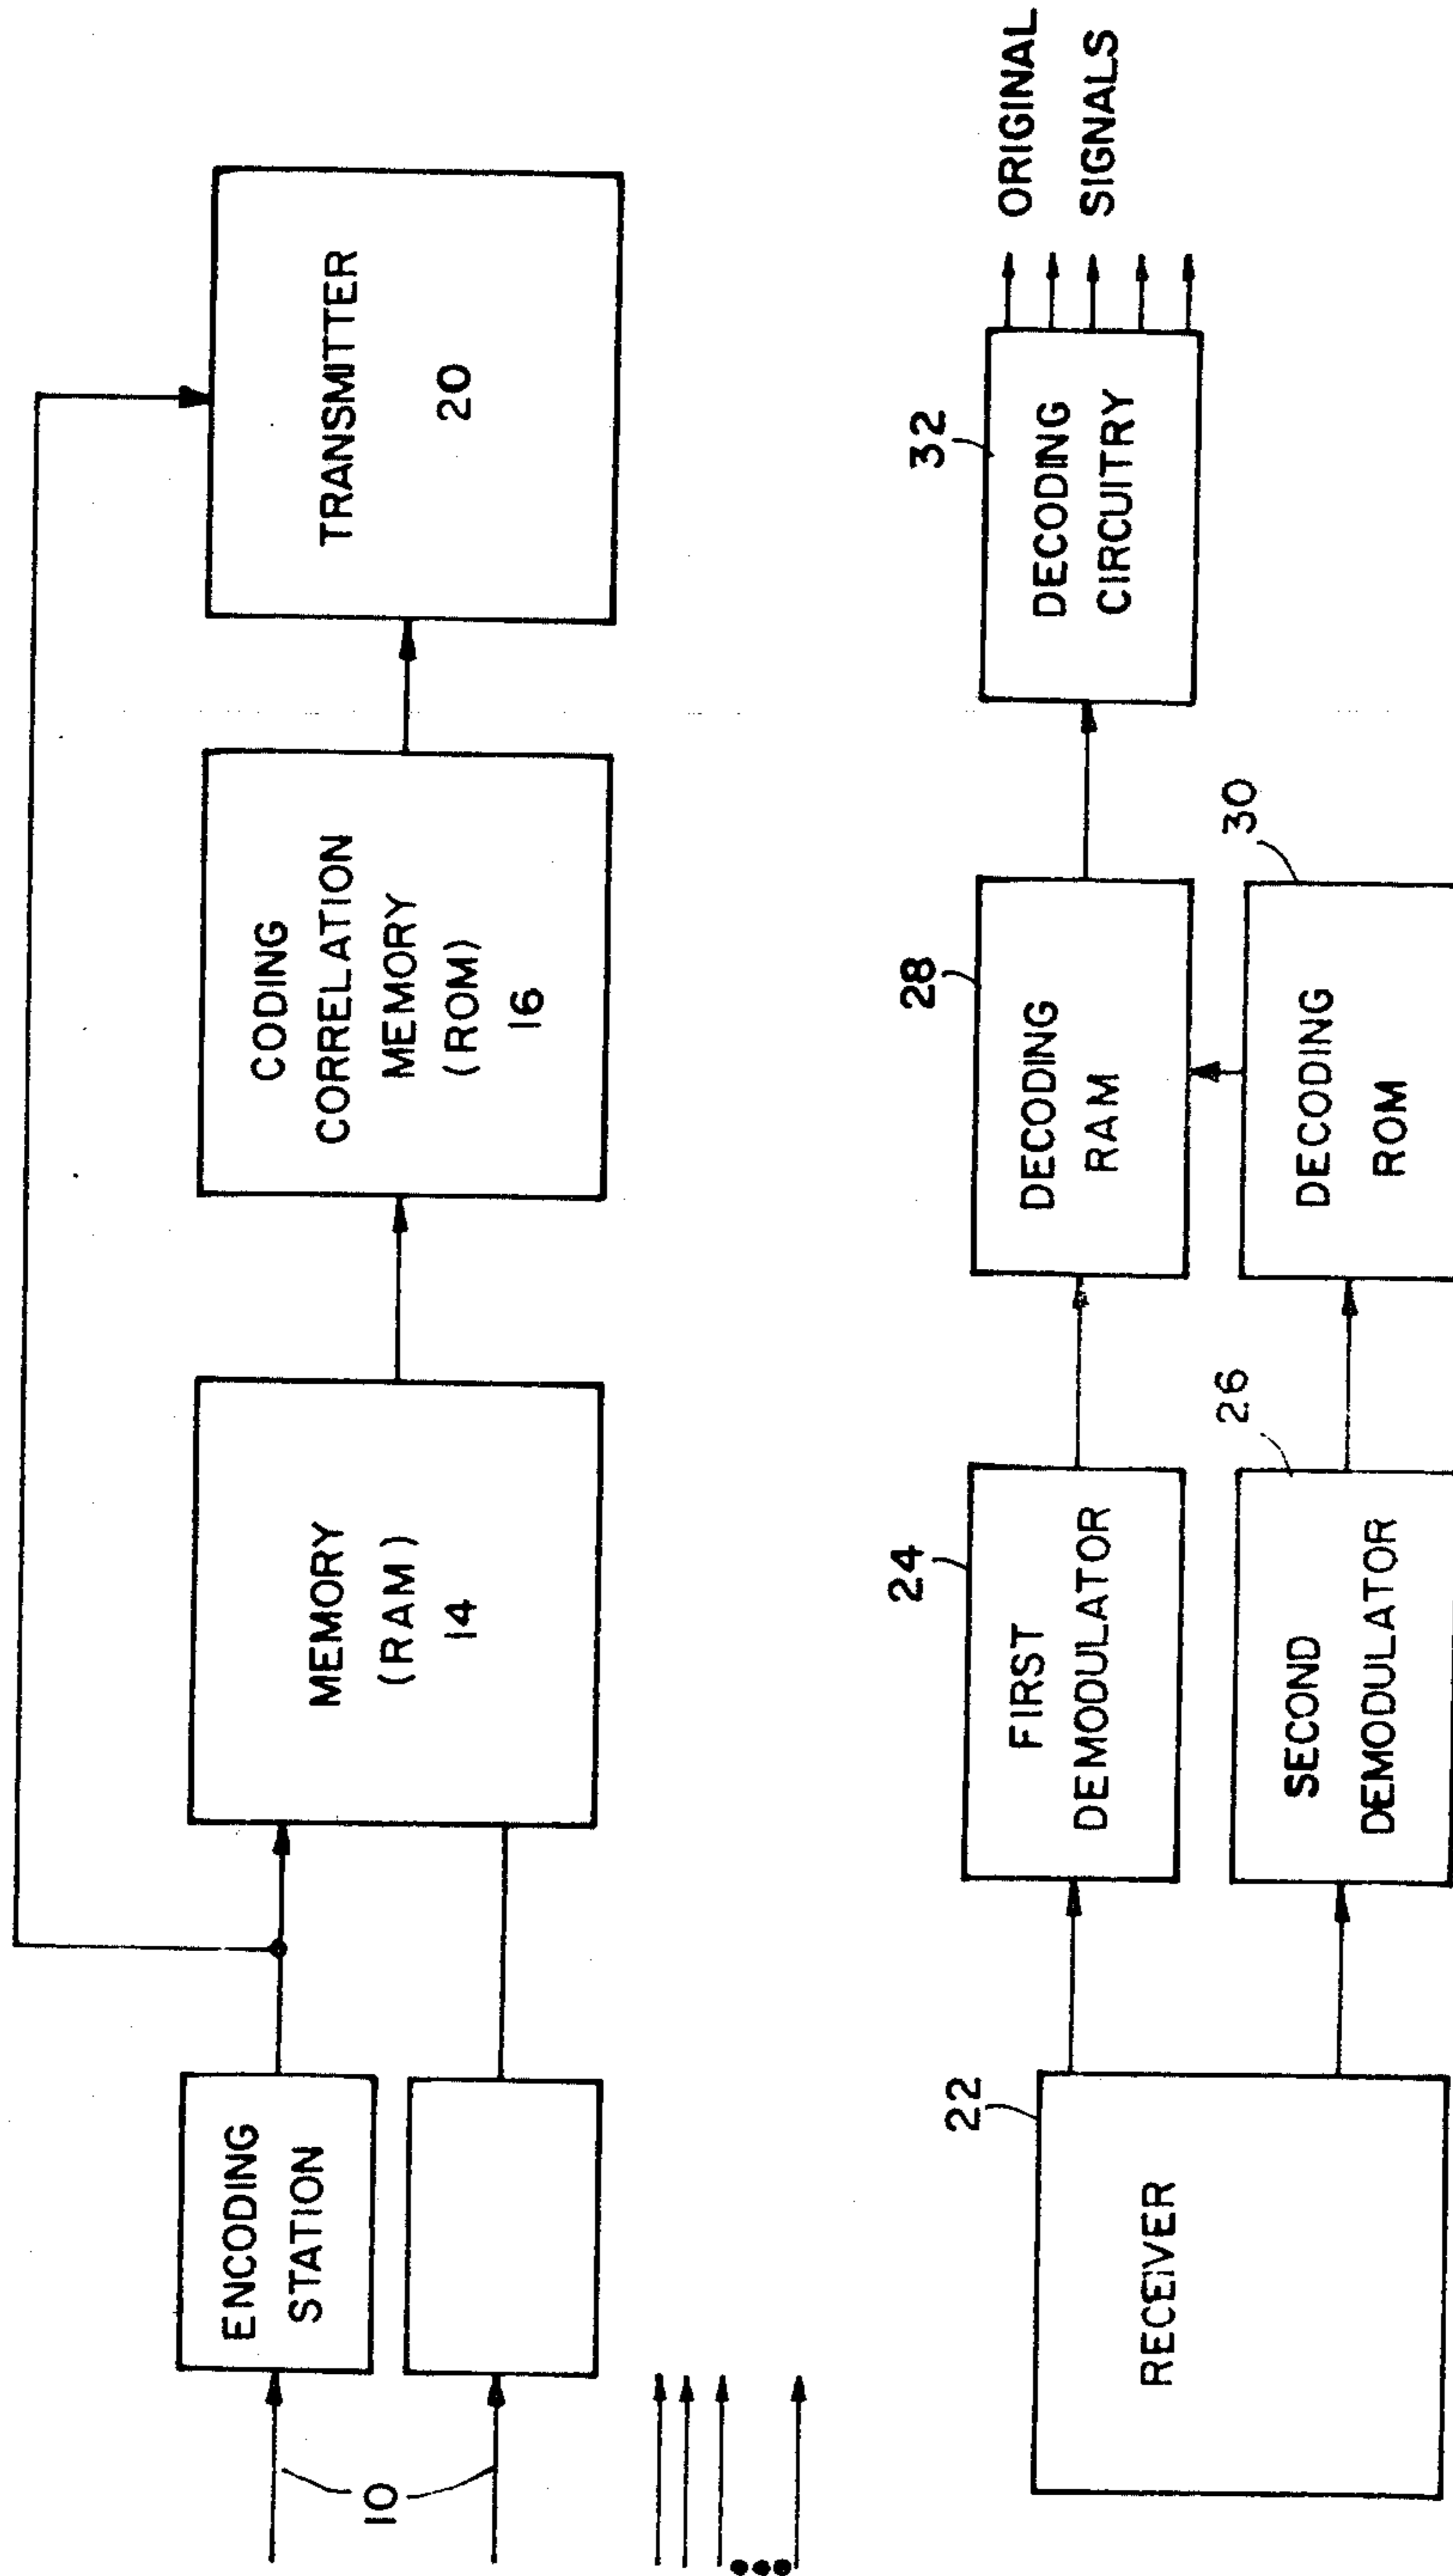 10
ENCODING
STATION
MEMORY
(RAM)
14
CODING
CORRELATION
MEMORY
(ROM)
16
TRANSMITTER
20
RECEIVER
22
FIRST
DEMODULATOR
24
SECOND
DEMODULATOR
26
DECODING
RAM
28
DECODING
ROM
30
DECODING
CIRCUITRY
32
ORIGINAL
SIGNALS